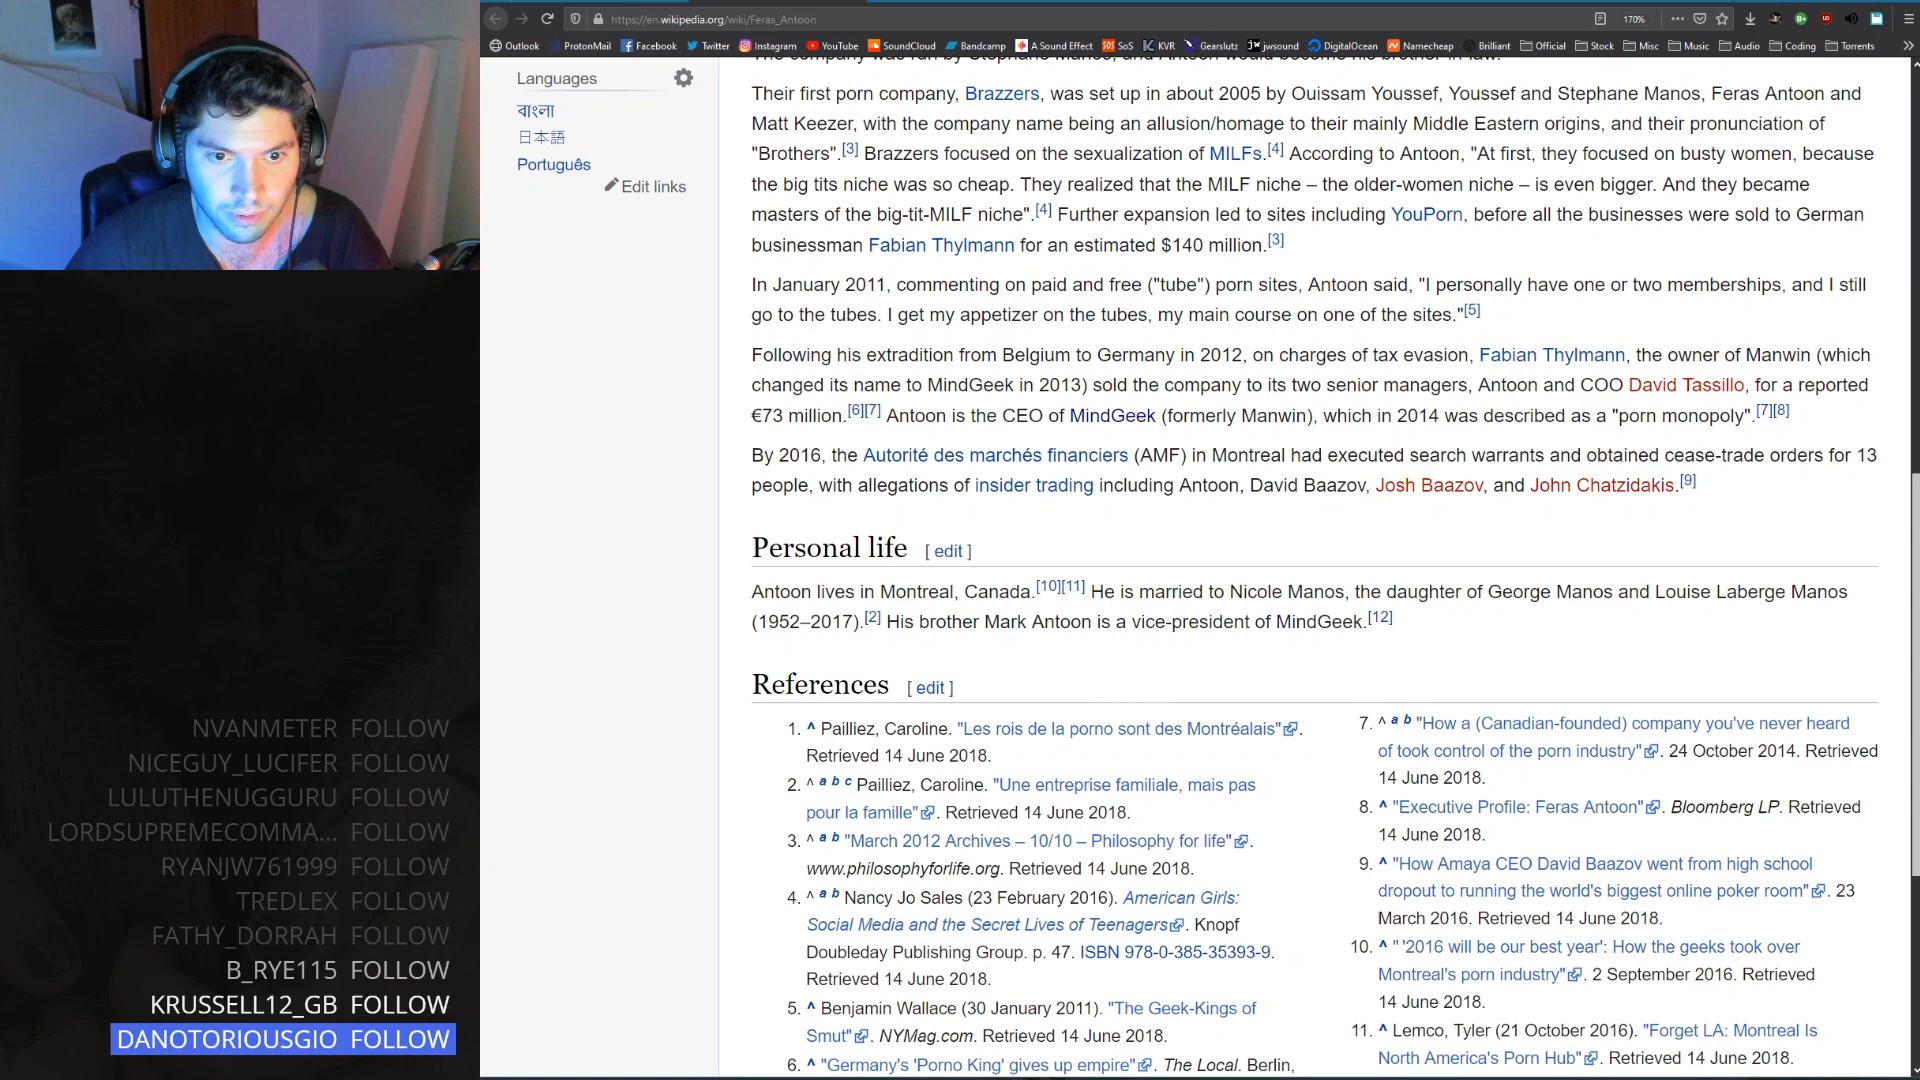 https://en.wikipedia.org/wiki/Feras_Antoon
170%
Outlook ProtonMail Facebook Twitter Instagram YouTube SoundCloud Bandcamp A Sound Effect SoS KVR Gearslutz jwsound DigitalOcean Namecheap Brilliant Official Stock Misc Music Audio Coding Torrents
Languages
বাংলা
日本語
Português
Edit links
Their first porn company, Brazzers, was set up in about 2005 by Ouissam Youssef, Youssef and Stephane Manos, Feras Antoon and
Matt Keezer, with the company name being an allusion/homage to their mainly Middle Eastern origins, and their pronunciation of
"Brothers".[3] Brazzers focused on the sexualization of MILFs.[4] According to Antoon, "At first, they focused on busty women, because
the big tits niche was so cheap. They realized that the MILF niche – the older-women niche – is even bigger. And they became
masters of the big-tit-MILF niche".[4] Further expansion led to sites including YouPorn, before all the businesses were sold to German
businessman Fabian Thylmann for an estimated $140 million.[3]
In January 2011, commenting on paid and free ("tube") porn sites, Antoon said, "I personally have one or two memberships, and I still
go to the tubes. I get my appetizer on the tubes, my main course on one of the sites."[5]
Following his extradition from Belgium to Germany in 2012, on charges of tax evasion, Fabian Thylmann, the owner of Manwin (which
changed its name to MindGeek in 2013) sold the company to its two senior managers, Antoon and COO David Tassillo, for a reported
€73 million.[6][7] Antoon is the CEO of MindGeek (formerly Manwin), which in 2014 was described as a "porn monopoly".[7][8]
By 2016, the Autorité des marchés financiers (AMF) in Montreal had executed search warrants and obtained cease-trade orders for 13
people, with allegations of insider trading including Antoon, David Baazov, Josh Baazov, and John Chatzidakis.[9]
Personal life [ edit ]
Antoon lives in Montreal, Canada.[10][11] He is married to Nicole Manos, the daughter of George Manos and Louise Laberge Manos
(1952–2017).[2] His brother Mark Antoon is a vice-president of MindGeek.[12]
References [ edit ]
1. ^ Pailliez, Caroline. "Les rois de la porno sont des Montréalais".
Retrieved 14 June 2018.
2. ^ a b c Pailliez, Caroline. "Une entreprise familiale, mais pas
pour la famille". Retrieved 14 June 2018.
3. ^ a b "March 2012 Archives – 10/10 – Philosophy for life".
www.philosophyforlife.org. Retrieved 14 June 2018.
4. ^ a b Nancy Jo Sales (23 February 2016). American Girls:
Social Media and the Secret Lives of Teenagers. Knopf
Doubleday Publishing Group. p. 47. ISBN 978-0-385-35393-9.
Retrieved 14 June 2018.
5. ^ Benjamin Wallace (30 January 2011). "The Geek-Kings of
Smut". NYMag.com. Retrieved 14 June 2018.
6. ^ "Germany's 'Porno King' gives up empire". The Local. Berlin,
7. ^ a b "How a (Canadian-founded) company you've never heard
of took control of the porn industry". 24 October 2014. Retrieved
14 June 2018.
8. ^ "Executive Profile: Feras Antoon". Bloomberg LP. Retrieved
14 June 2018.
9. ^ "How Amaya CEO David Baazov went from high school
dropout to running the world's biggest online poker room". 23
March 2016. Retrieved 14 June 2018.
10. ^ " '2016 will be our best year': How the geeks took over
Montreal's porn industry". 2 September 2016. Retrieved
14 June 2018.
11. ^ Lemco, Tyler (21 October 2016). "Forget LA: Montreal Is
North America's Porn Hub". Retrieved 14 June 2018.
NVANMETER FOLLOW
NICEGUY_LUCIFER FOLLOW
LULUTHENUGGURU FOLLOW
LORDSUPREMECOMMA... FOLLOW
RYANJW761999 FOLLOW
TREDLEX FOLLOW
FATHY_DORRAH FOLLOW
B_RYE115 FOLLOW
KRUSSELL12_GB FOLLOW
DANOTORIOUSGIO FOLLOW